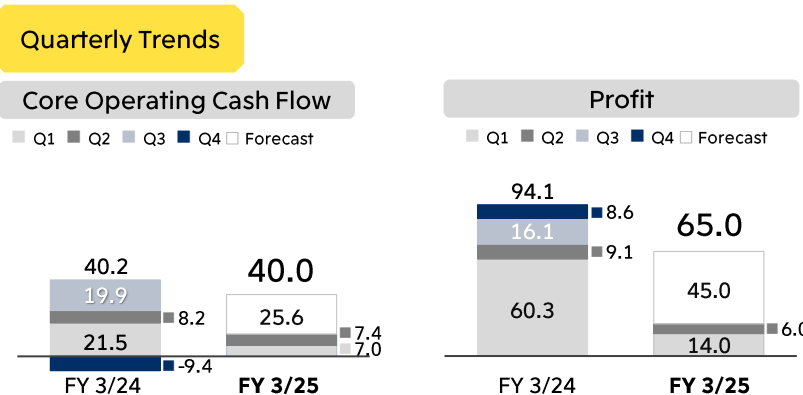 Quarterly Trends
Core Operating Cash Flow
Q1 Q2 Q3 Q4 Forecast
40.2
19.9
8.2
21.5
-9.4
FY 3/24
40.0
25.6
7.4
7.0
FY 3/25
Profit
Q1 Q2 Q3 Q4 Forecast
94.1
8.6
16.1
9.1
60.3
FY 3/24
65.0
45.0
6.0
14.0
FY 3/25